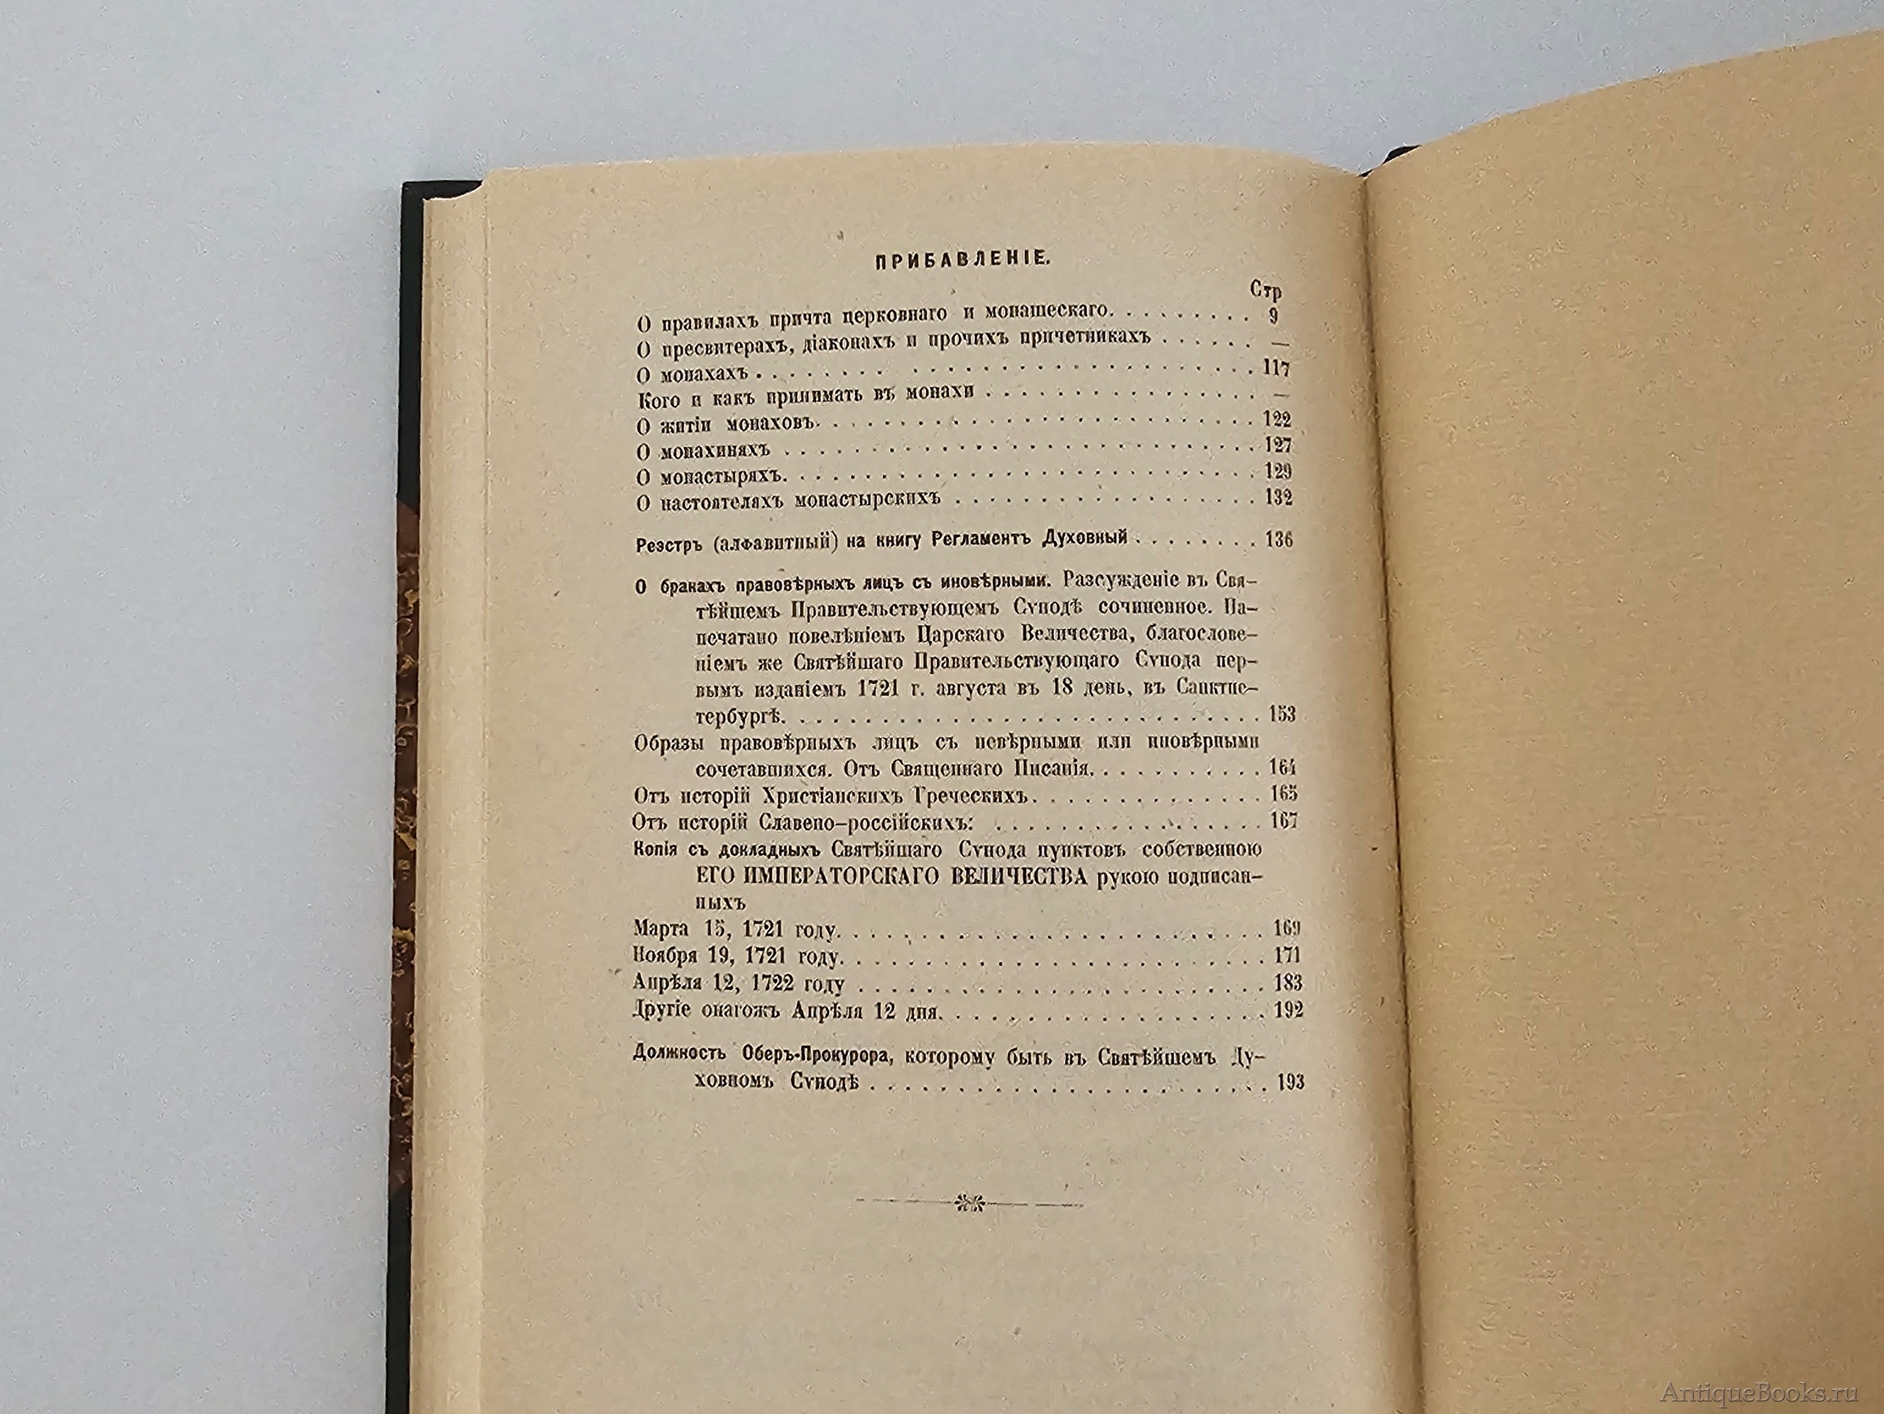 ПРИБАВЛЕНІЕ.
Стр
О правилахъ причта церковнаго и монашескаго. . . . . . . . . . 9
О пресвитерахъ, діаконахъ и прочихъ причетникахъ . . . . . . —
О монахахъ . . . . . . . . . . . . . . . . . . . . . . . . . . 117
Кого и какъ принимать въ монахи . . . . . . . . . . . . . . . . —
О житіи монаховъ. . . . . . . . . . . . . . . . . . . . . . . . 122
О монахиняхъ . . . . . . . . . . . . . . . . . . . . . . . . . 127
О монастыряхъ. . . . . . . . . . . . . . . . . . . . . . . . . 129
О настоятеляхъ монастырскихъ . . . . . . . . . . . . . . . . . 132
Реэстръ (алфавитный) на книгу Регламентъ Духовный . . . . . . . . 136
О бракахъ правовѣрныхъ лицъ съ иновѣрными. Разсужденіе въ Свя-
тѣйшемъ Правительствующемъ Сѵнодѣ сочиненное. На-
печатано повелѣніемъ Царскаго Величества, благослове-
ніемъ же Святѣйшаго Правительствующаго Сѵнода пер-
вымъ изданіемъ 1721 г. августа въ 18 день, въ Санктпе-
тербургѣ. . . . . . . . . . . . . . . . . . . . . . . . . . . 153
Образы правовѣрныхъ лицъ съ невѣрными или иновѣрными
сочетавшихся. Отъ Священнаго Писанія. . . . . . . . . . . . 164
Отъ исторій Христіанскихъ Греческихъ. . . . . . . . . . . . . . 165
Отъ исторій Славено-россійскихъ: . . . . . . . . . . . . . . . . 167
Копія съ докладныхъ Святѣйшаго Сѵнода пунктовъ собственною
ЕГО ИМПЕРАТОРСКАГО ВЕЛИЧЕСТВА рукою подписан-
ныхъ
Марта 15, 1721 году. . . . . . . . . . . . . . . . . . . . . . 169
Ноября 19, 1721 году. . . . . . . . . . . . . . . . . . . . . . 171
Апрѣля 12, 1722 году . . . . . . . . . . . . . . . . . . . . . 183
Другіе онагожъ Апрѣля 12 дня. . . . . . . . . . . . . . . . . . 192
Должность Оберъ-Прокурора, которому быть въ Святѣйшемъ Ду-
ховномъ Сѵнодѣ . . . . . . . . . . . . . . . . . . . . . . . 193
AntiqueBooks.ru